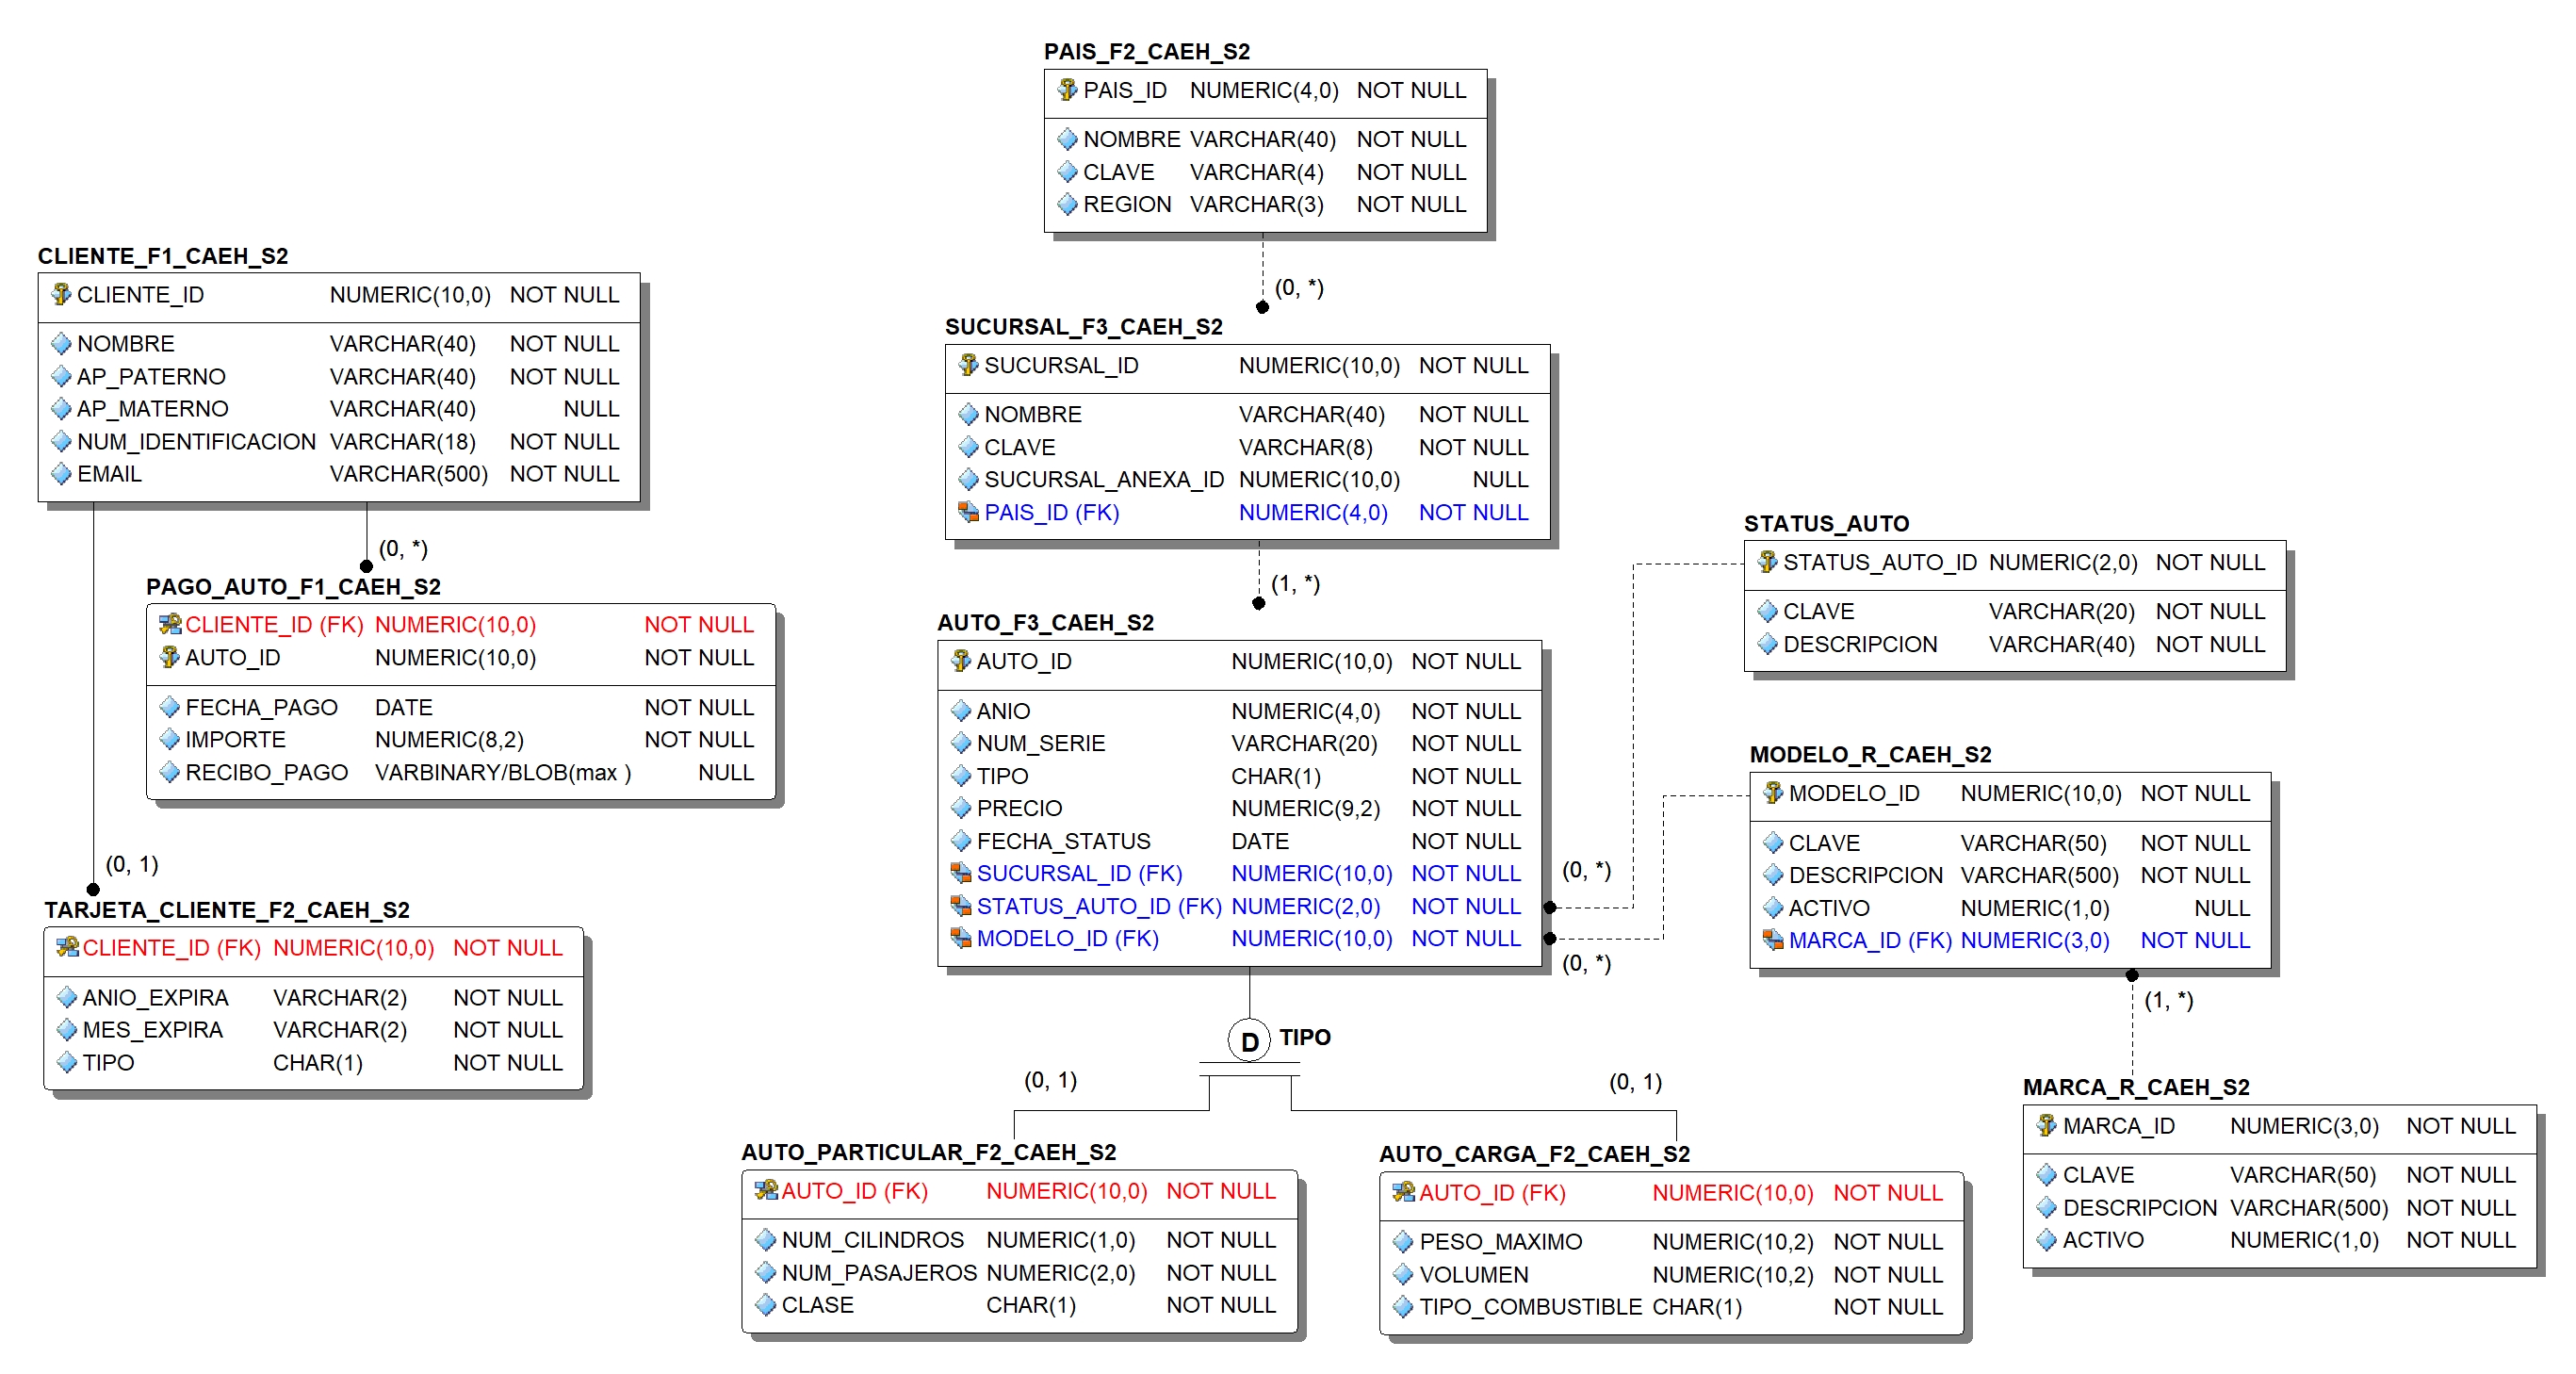 PAIS_F2_CAEH_S2
PAIS_ID NUMERIC(4,0) NOT NULL
NOMBRE VARCHAR(40) NOT NULL
CLAVE VARCHAR(4) NOT NULL
REGION VARCHAR(3) NOT NULL
(0, *)
CLIENTE_F1_CAEH_S2
CLIENTE_ID NUMERIC(10,0) NOT NULL
NOMBRE VARCHAR(40) NOT NULL
AP_PATERNO VARCHAR(40) NOT NULL
AP_MATERNO VARCHAR(40) NULL
NUM_IDENTIFICACION VARCHAR(18) NOT NULL
EMAIL VARCHAR(500) NOT NULL
(0, *)
PAGO_AUTO_F1_CAEH_S2
CLIENTE_ID (FK) NUMERIC(10,0) NOT NULL
AUTO_ID NUMERIC(10,0) NOT NULL
FECHA_PAGO DATE NOT NULL
IMPORTE NUMERIC(8,2) NOT NULL
RECIBO_PAGO VARBINARY/BLOB(max ) NULL
(0, 1)
TARJETA_CLIENTE_F2_CAEH_S2
CLIENTE_ID (FK) NUMERIC(10,0) NOT NULL
ANIO_EXPIRA VARCHAR(2) NOT NULL
MES_EXPIRA VARCHAR(2) NOT NULL
TIPO CHAR(1) NOT NULL
SUCURSAL_F3_CAEH_S2
SUCURSAL_ID NUMERIC(10,0) NOT NULL
NOMBRE VARCHAR(40) NOT NULL
CLAVE VARCHAR(8) NOT NULL
SUCURSAL_ANEXA_ID NUMERIC(10,0) NULL
PAIS_ID (FK) NUMERIC(4,0) NOT NULL
(1, *)
AUTO_F3_CAEH_S2
AUTO_ID NUMERIC(10,0) NOT NULL
ANIO NUMERIC(4,0) NOT NULL
NUM_SERIE VARCHAR(20) NOT NULL
TIPO CHAR(1) NOT NULL
PRECIO NUMERIC(9,2) NOT NULL
FECHA_STATUS DATE NOT NULL
SUCURSAL_ID (FK) NUMERIC(10,0) NOT NULL
STATUS_AUTO_ID (FK) NUMERIC(2,0) NOT NULL
MODELO_ID (FK) NUMERIC(10,0) NOT NULL
(0, *)
(0, *)
STATUS_AUTO
STATUS_AUTO_ID NUMERIC(2,0) NOT NULL
CLAVE VARCHAR(20) NOT NULL
DESCRIPCION VARCHAR(40) NOT NULL
MODELO_R_CAEH_S2
MODELO_ID NUMERIC(10,0) NOT NULL
CLAVE VARCHAR(50) NOT NULL
DESCRIPCION VARCHAR(500) NOT NULL
ACTIVO NUMERIC(1,0) NULL
MARCA_ID (FK) NUMERIC(3,0) NOT NULL
(1, *)
MARCA_R_CAEH_S2
MARCA_ID NUMERIC(3,0) NOT NULL
CLAVE VARCHAR(50) NOT NULL
DESCRIPCION VARCHAR(500) NOT NULL
ACTIVO NUMERIC(1,0) NOT NULL
D TIPO
(0, 1)
(0, 1)
AUTO_PARTICULAR_F2_CAEH_S2
AUTO_ID (FK) NUMERIC(10,0) NOT NULL
NUM_CILINDROS NUMERIC(1,0) NOT NULL
NUM_PASAJEROS NUMERIC(2,0) NOT NULL
CLASE CHAR(1) NOT NULL
AUTO_CARGA_F2_CAEH_S2
AUTO_ID (FK) NUMERIC(10,0) NOT NULL
PESO_MAXIMO NUMERIC(10,2) NOT NULL
VOLUMEN NUMERIC(10,2) NOT NULL
TIPO_COMBUSTIBLE CHAR(1) NOT NULL